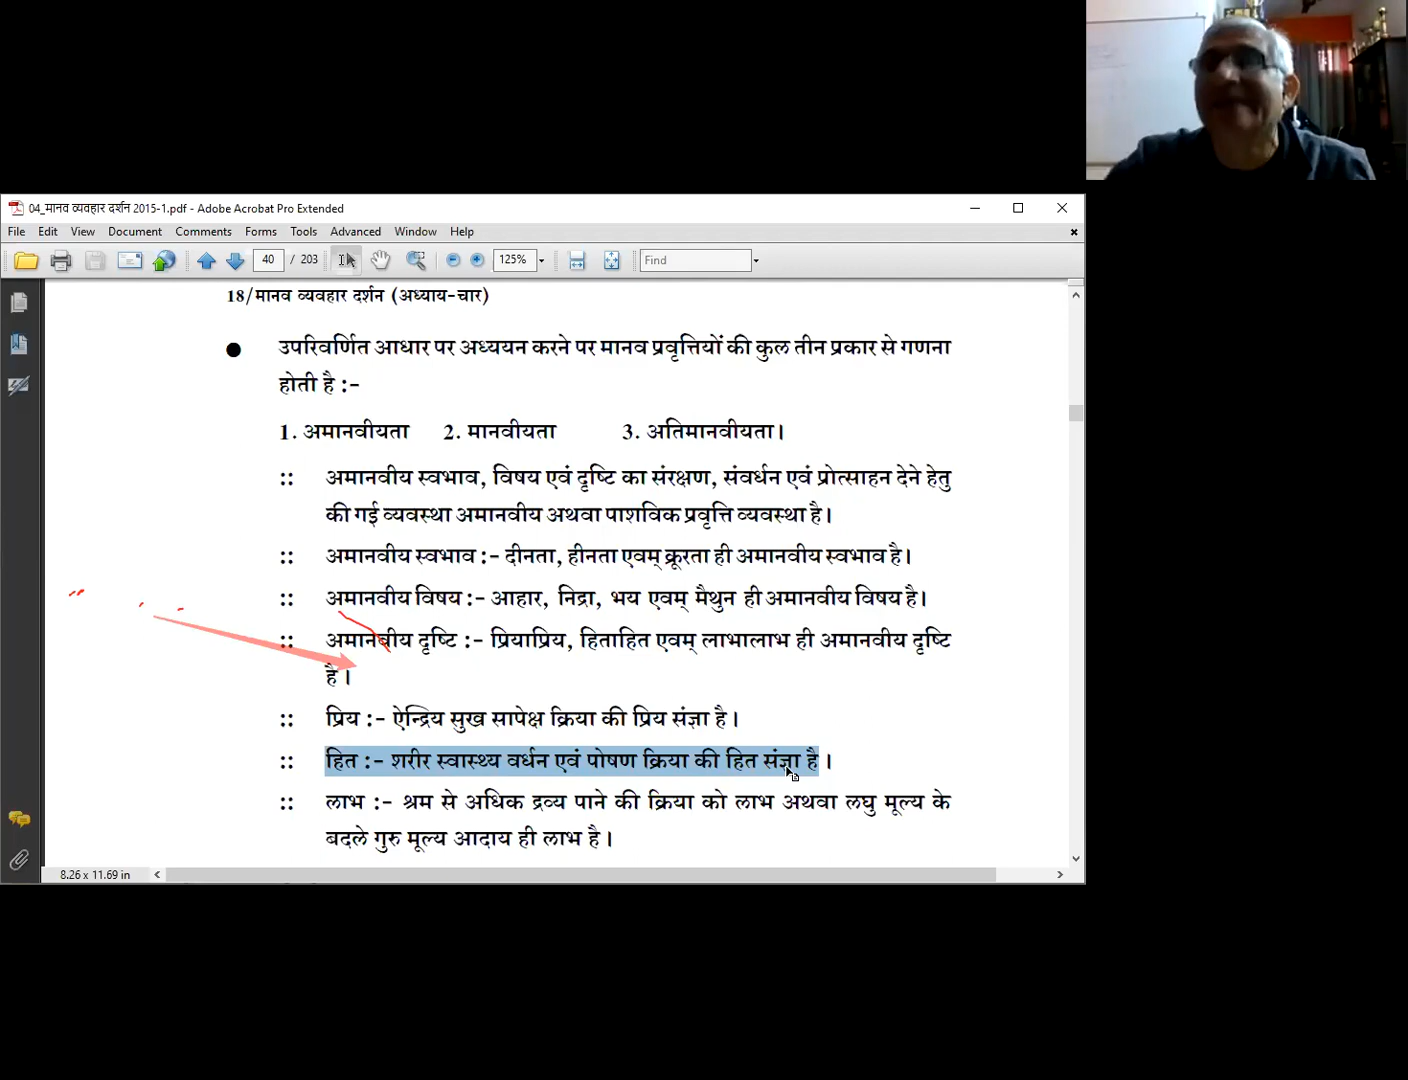 04_मानव व्यवहार दर्शन 2015-1.pdf - Adobe Acrobat Pro Extended
File Edit View Document Comments Forms Tools Advanced Window Help
40 / 203 125% Find
18/मानव व्यवहार दर्शन (अध्याय-चार)
● उपरिवर्णित आधार पर अध्ययन करने पर मानव प्रवृत्तियों की कुल तीन प्रकार से गणना
होती है :-
1. अमानवीयता 2. मानवीयता 3. अतिमानवीयता।
:: अमानवीय स्वभाव, विषय एवं दृष्टि का संरक्षण, संवर्धन एवं प्रोत्साहन देने हेतु
की गई व्यवस्था अमानवीय अथवा पाशविक प्रवृत्ति व्यवस्था है।
:: अमानवीय स्वभाव :- दीनता, हीनता एवम् क्रूरता ही अमानवीय स्वभाव है।
:: अमानवीय विषय :- आहार, निद्रा, भय एवम् मैथुन ही अमानवीय विषय है।
:: अमानवीय दृष्टि :- प्रियाप्रिय, हिताहित एवम् लाभालाभ ही अमानवीय दृष्टि
है।
:: प्रिय :- ऐन्द्रिय सुख सापेक्ष क्रिया की प्रिय संज्ञा है।
:: हित :- शरीर स्वास्थ्य वर्धन एवं पोषण क्रिया की हित संज्ञा है।
:: लाभ :- श्रम से अधिक द्रव्य पाने की क्रिया को लाभ अथवा लघु मूल्य के
बदले गुरु मूल्य आदाय ही लाभ है।
8.26 x 11.69 in